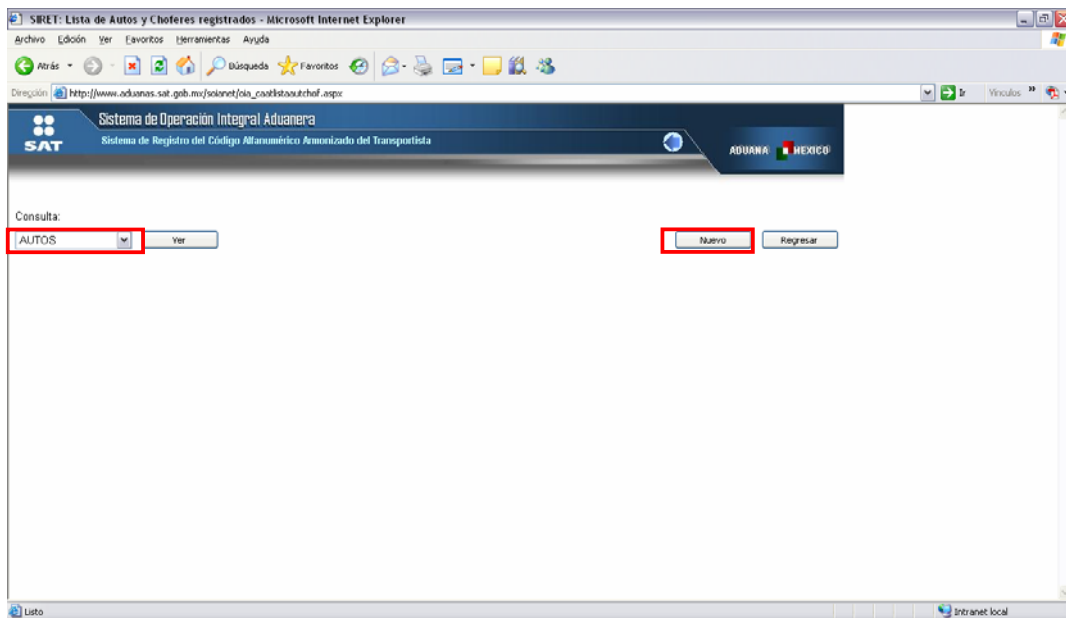 SIRET: Lista de Autos y Choferes registrados - Microsoft Internet Explorer
Archivo Edición Ver Favoritos Herramientas Ayuda
Atrás Búsqueda Favoritos
Dirección http://www.aduanas.sat.gob.mx/soianet/oia_caatlistaautchof.aspx Ir Vínculos »
Sistema de Operación Integral Aduanera
SAT Sistema de Registro del Código Alfanumérico Armonizado del Transportista
ADUANA MEXICO
Consulta:
AUTOS Ver Nuevo Regresar
Listo Intranet local